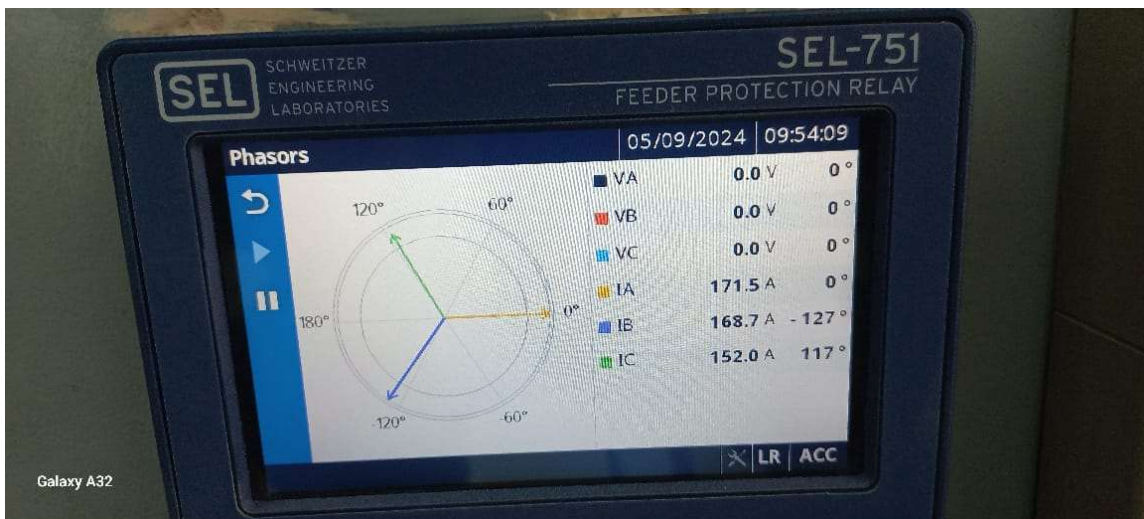 SEL
SCHWEITZER
ENGINEERING
LABORATORIES
SEL-751
FEEDER PROTECTION RELAY
Phasors
05/09/2024
09:54:09
120°
60°
180°
0°
-120°
-60°
VA 0.0 V 0°
VB 0.0 V 0°
VC 0.0 V 0°
IA 171.5 A 0°
IB 168.7 A -127°
IC 152.0 A 117°
LR
ACC
Galaxy A32